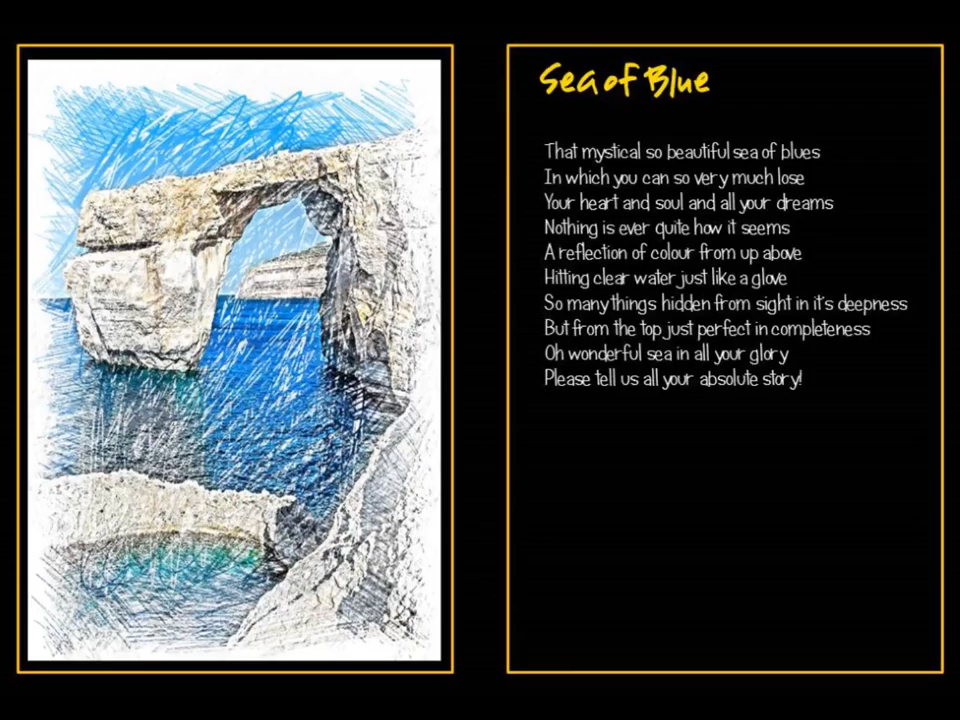 Sea of Blue
That mystical so beautiful sea of blues
In which you can so very much lose
Your heart and soul and all your dreams
Nothing is ever quite how it seems
A reflection of colour from up above
Hitting clear water just like a glove
So many things hidden from sight in it's deepness
But from the top just perfect in completeness
Oh wonderful sea in all your glory
Please tell us all your absolute story!